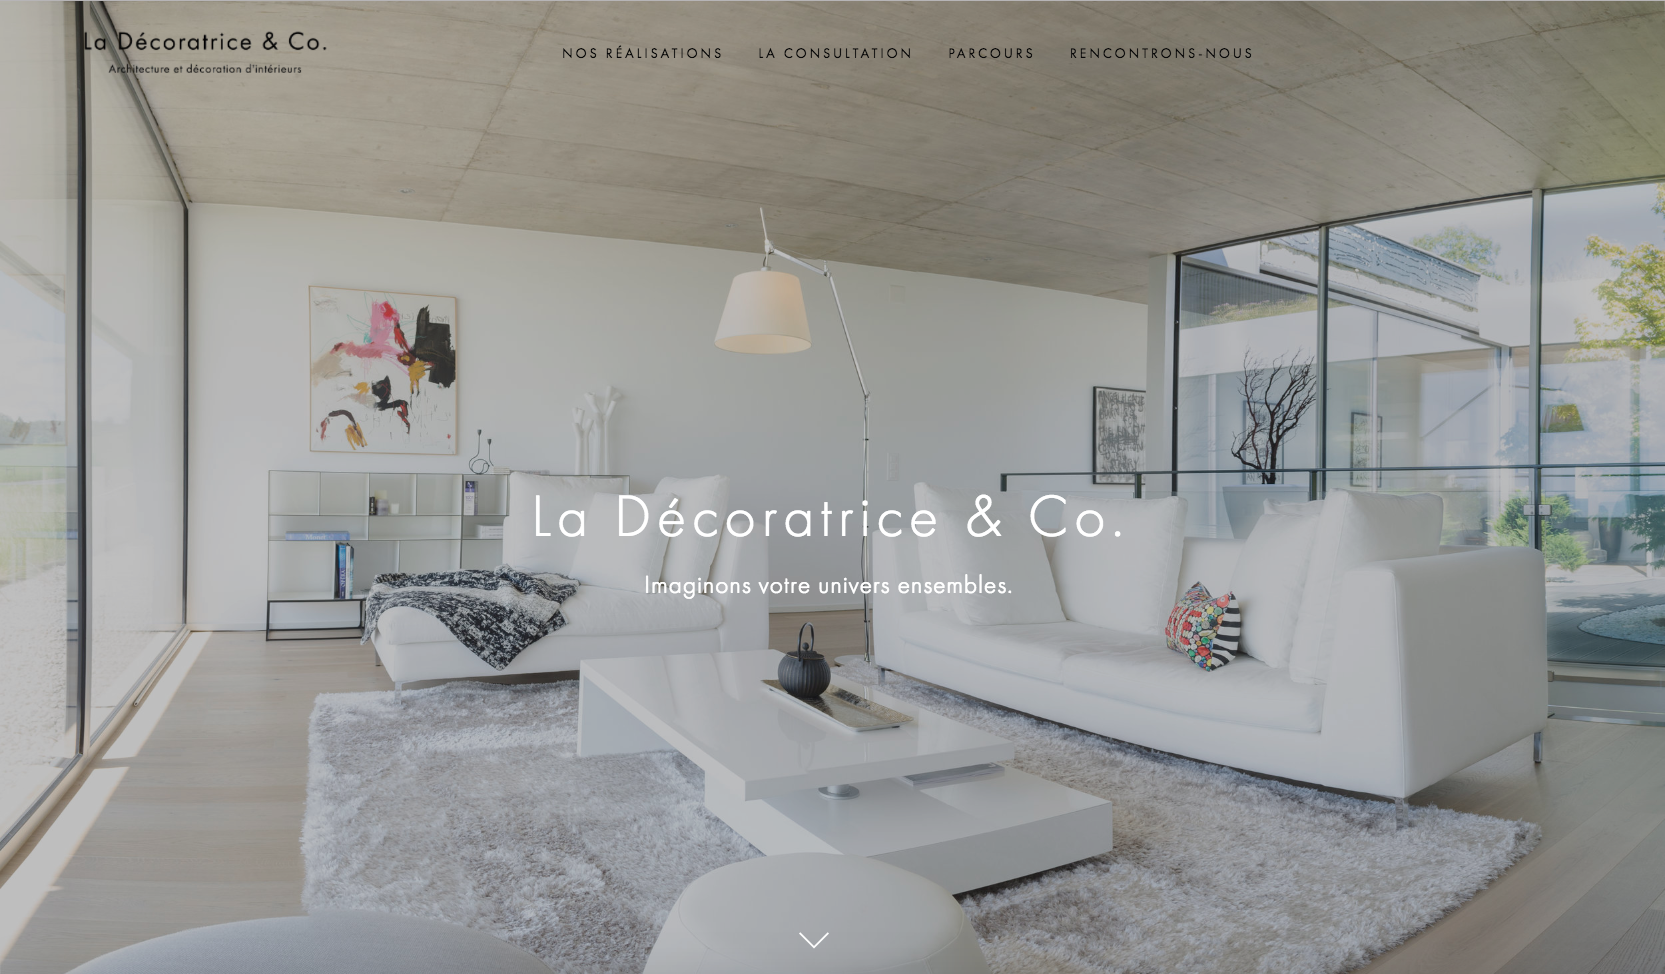 La Décoratrice & Co.
Architecture et décoration d'intérieurs
NOS RÉALISATIONS LA CONSULTATION PARCOURS RENCONTRONS-NOUS
La Décoratrice & Co.
Imaginons votre univers ensembles.